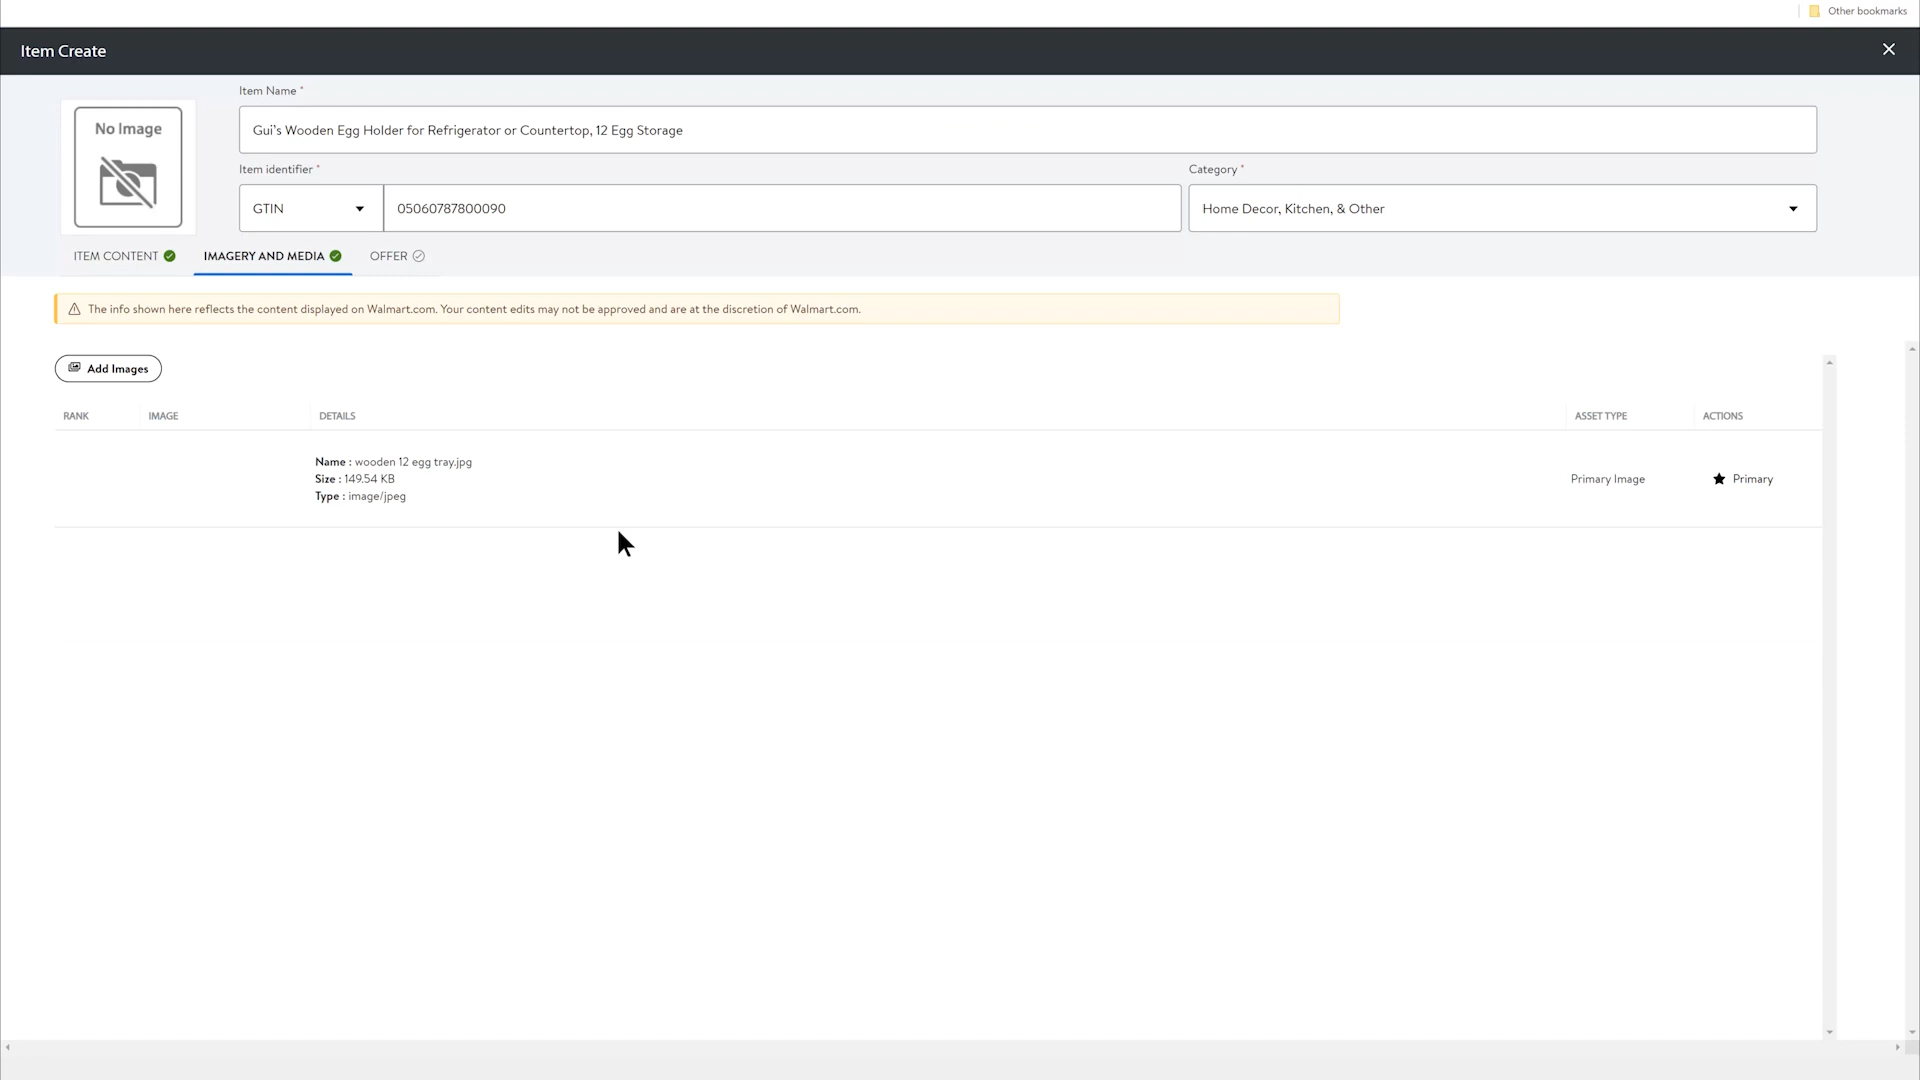 Other bookmarks
Item Create
Item Name *
No Image
Gui's Wooden Egg Holder for Refrigerator or Countertop, 12 Egg Storage
Item identifier *
Category *
GTIN
05060787800090
Home Decor, Kitchen, & Other
ITEM CONTENT
IMAGERY AND MEDIA
OFFER
The info shown here reflects the content displayed on Walmart.com. Your content edits may not be approved and are at the discretion of Walmart.com.
Add Images
RANK
IMAGE
DETAILS
ASSET TYPE
ACTIONS
Name : wooden 12 egg tray.jpg
Size : 149.54 KB
Type : image/jpeg
Primary Image
Primary